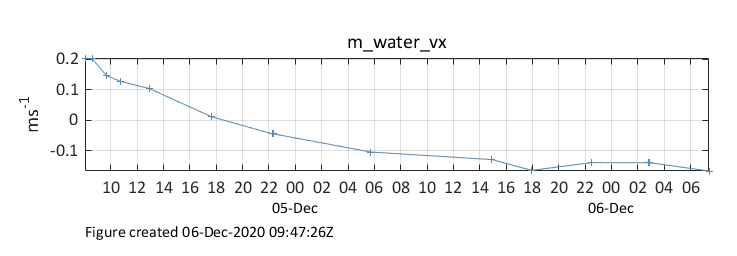 m_water_vx
0.2
0.1
0
-0.1
ms-1
10 12 14 16 18 20 22 00 02 04 06 08 10 12 14 16 18 20 22 00 02 04 06
05-Dec 06-Dec
Figure created 06-Dec-2020 09:47:26Z